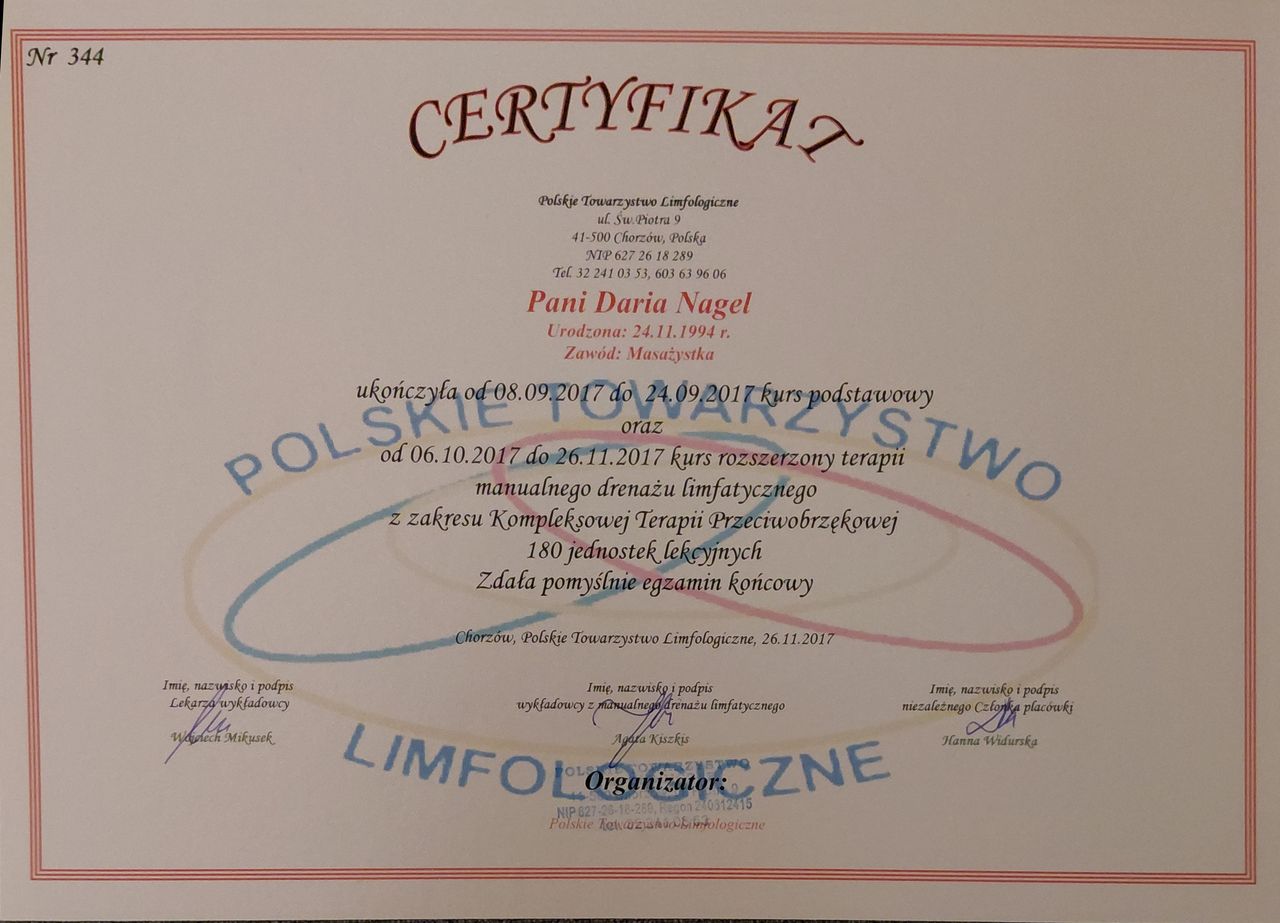 Nr 344
CERTYFIKAT
Polskie Towarzystwo Limfologiczne
ul. Św. Piotra 9
41-500 Chorzów, Polska
NIP 627 26 18 289
Tel. 32 241 03 53, 603 63 96 06
Pani Daria Nagel
Urodzona: 24.11.1994 r.
Zawód: Masażystka
ukończyła od 08.09.2017 do 24.09.2017 kurs podstawowy
oraz
od 06.10.2017 do 26.11.2017 kurs rozszerzony terapii
manualnego drenażu limfatycznego
z zakresu Kompleksowej Terapii Przeciwobrzękowej
180 jednostek lekcyjnych
Zdała pomyślnie egzamin końcowy
POLSKIE TOWARZYSTWO
LIMFOLOGICZNE
Chorzów, Polskie Towarzystwo Limfologiczne, 26.11.2017
Imię, nazwisko i podpis
Lekarza wykładowcy
Wojciech Mikusek
Imię, nazwisko i podpis
wykładowcy z manualnego drenażu limfatycznego
Agata Kiszkis
Imię, nazwisko i podpis
niezależnego Członka placówki
Hanna Widurska
Organizator:
Polskie Towarzystwo Limfologiczne
POLSKIE TOWARZYSTWO
NIP 627-26-18-289, Regon 240612415